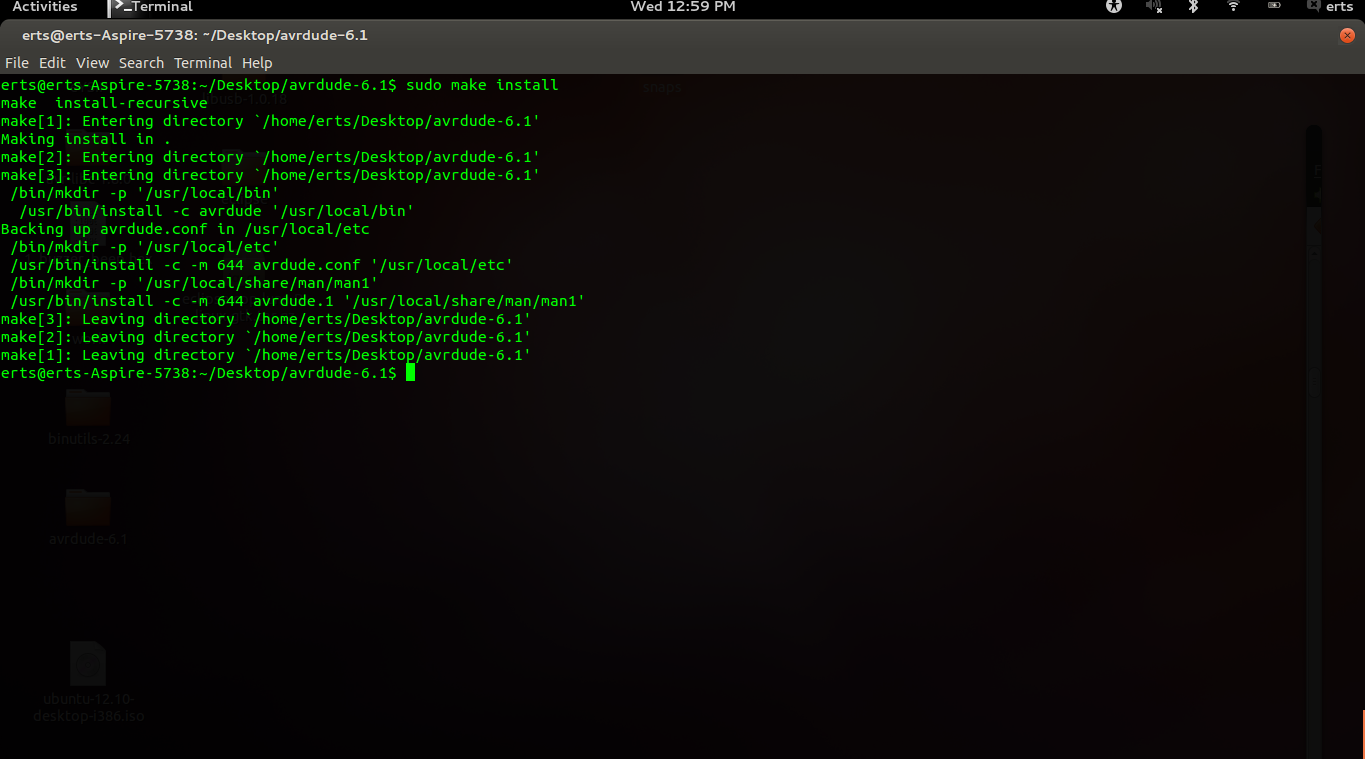 Activities
Terminal
Wed 12:59 PM
erts
erts@erts-Aspire-5738: ~/Desktop/avrdude-6.1
File Edit View Search Terminal Help
erts@erts-Aspire-5738:~/Desktop/avrdude-6.1$ sudo make install
make  install-recursive
make[1]: Entering directory `/home/erts/Desktop/avrdude-6.1'
Making install in .
make[2]: Entering directory `/home/erts/Desktop/avrdude-6.1'
make[3]: Entering directory `/home/erts/Desktop/avrdude-6.1'
 /bin/mkdir -p '/usr/local/bin'
  /usr/bin/install -c avrdude '/usr/local/bin'
Backing up avrdude.conf in /usr/local/etc
 /bin/mkdir -p '/usr/local/etc'
 /usr/bin/install -c -m 644 avrdude.conf '/usr/local/etc'
 /bin/mkdir -p '/usr/local/share/man/man1'
 /usr/bin/install -c -m 644 avrdude.1 '/usr/local/share/man/man1'
make[3]: Leaving directory `/home/erts/Desktop/avrdude-6.1'
make[2]: Leaving directory `/home/erts/Desktop/avrdude-6.1'
make[1]: Leaving directory `/home/erts/Desktop/avrdude-6.1'
erts@erts-Aspire-5738:~/Desktop/avrdude-6.1$
snaps
binutils-2.24
avrdude-6.1
ubuntu-12.10-
desktop-i386.iso